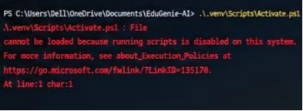 PS C:\Users\Dell\OneDrive\Documents\EduGenie-AI> .\.venv\Scripts\Activate.ps1
.\.venv\Scripts\Activate.ps1 : File
cannot be loaded because running scripts is disabled on this system.
For more information, see about_Execution_Policies at
https://go.microsoft.com/fwlink/?LinkID=135170.
At line:1 char:1